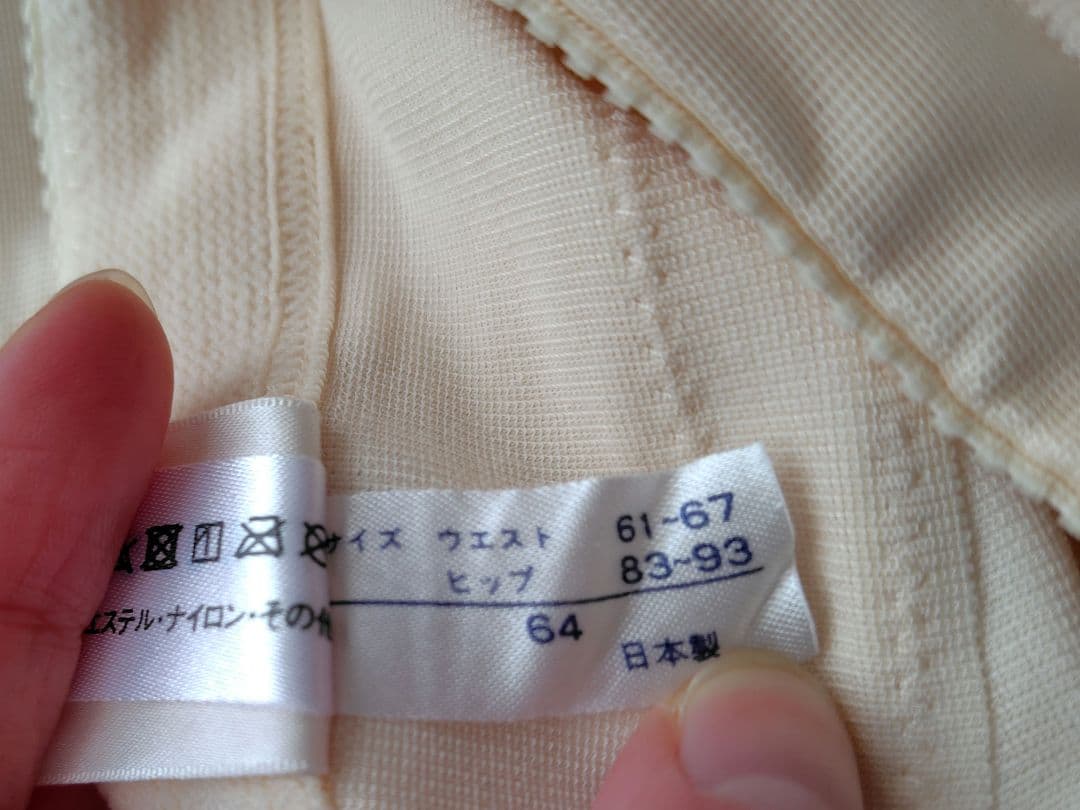 サイズ ウエスト 61~67
ヒップ 83~93
64
日本製
エステル・ナイロン・その他